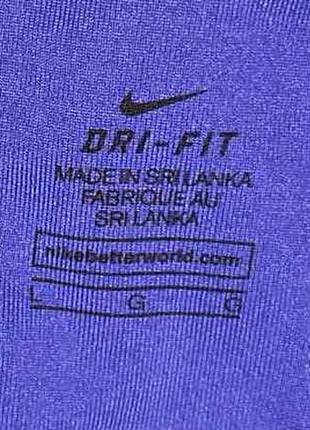 DRI-FIT
MADE IN SRI LANKA
FABRIQUE AU
SRI LANKA
nikebetterworld.com
L G G